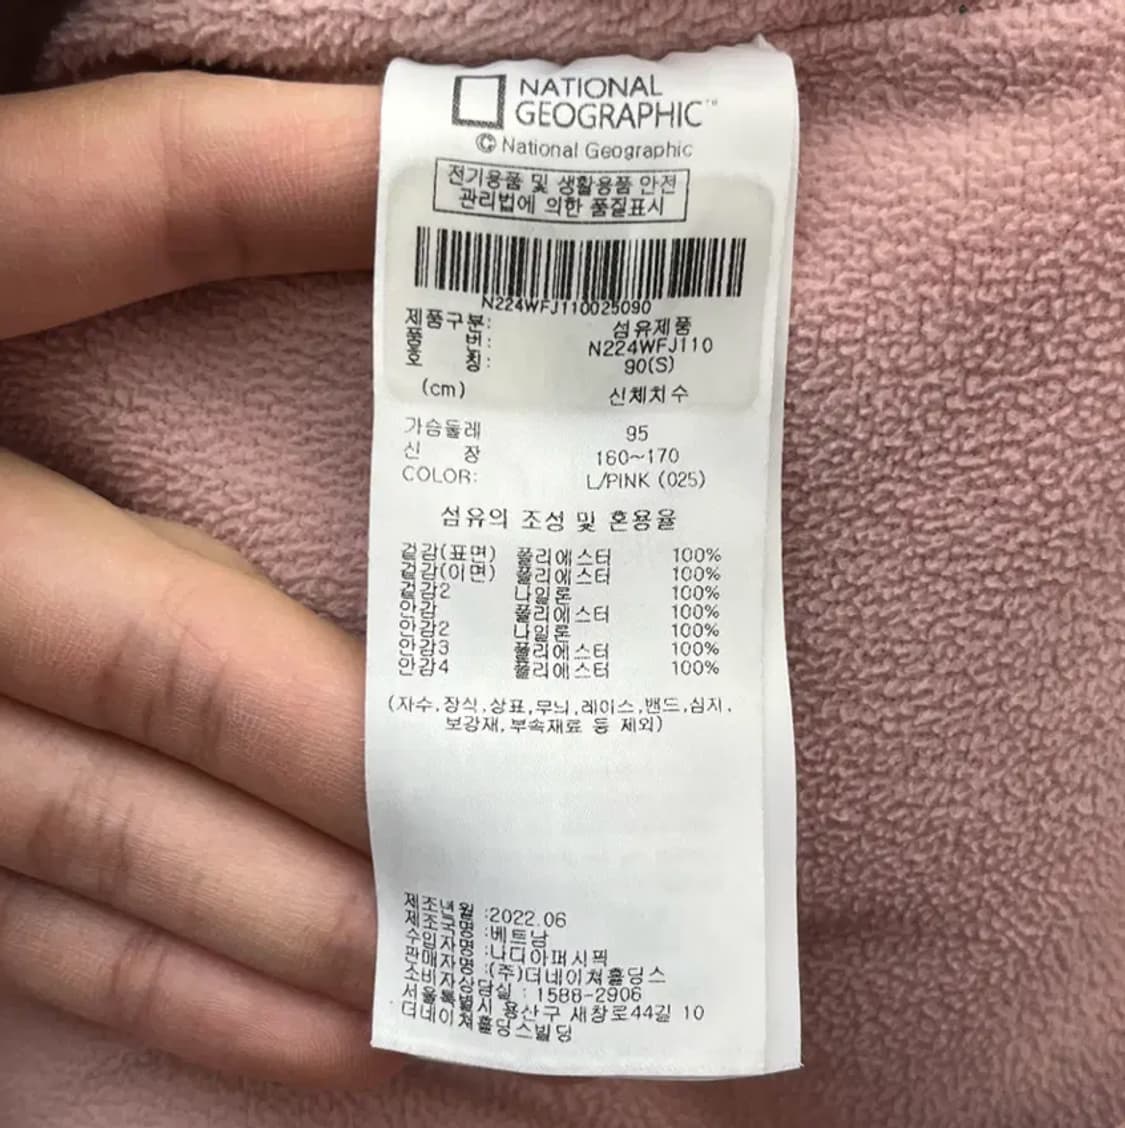 NATIONAL
GEOGRAPHIC™
© National Geographic
전기용품 및 생활용품 안전
관리법에 의한 품질표시
N224WFJ110025090
제품구분: 섬유제품
품 번: N224WFJ110
호 칭: 90(S)
(cm) 신체치수
가슴둘레 95
신 장 160~170
COLOR: L/PINK (025)
섬유의 조성 및 혼용율
겉감(표면) 폴리에스터 100%
겉감(이면) 폴리에스터 100%
겉감2 나일론 100%
안감 폴리에스터 100%
안감2 나일론 100%
안감3 폴리에스터 100%
안감4 폴리에스터 100%
(자수,장식,상표,무늬,레이스,밴드,심지,
보강재,부속재료 등 제외)
제조년월 :2022.06
제조국명 :베트남
수입자명 :나디아퍼시픽
판매자명 :(주)더네이쳐홀딩스
소비자상담실 : 1588-2906
서울특별시 용산구 새창로44길 10
더네이쳐홀딩스빌딩